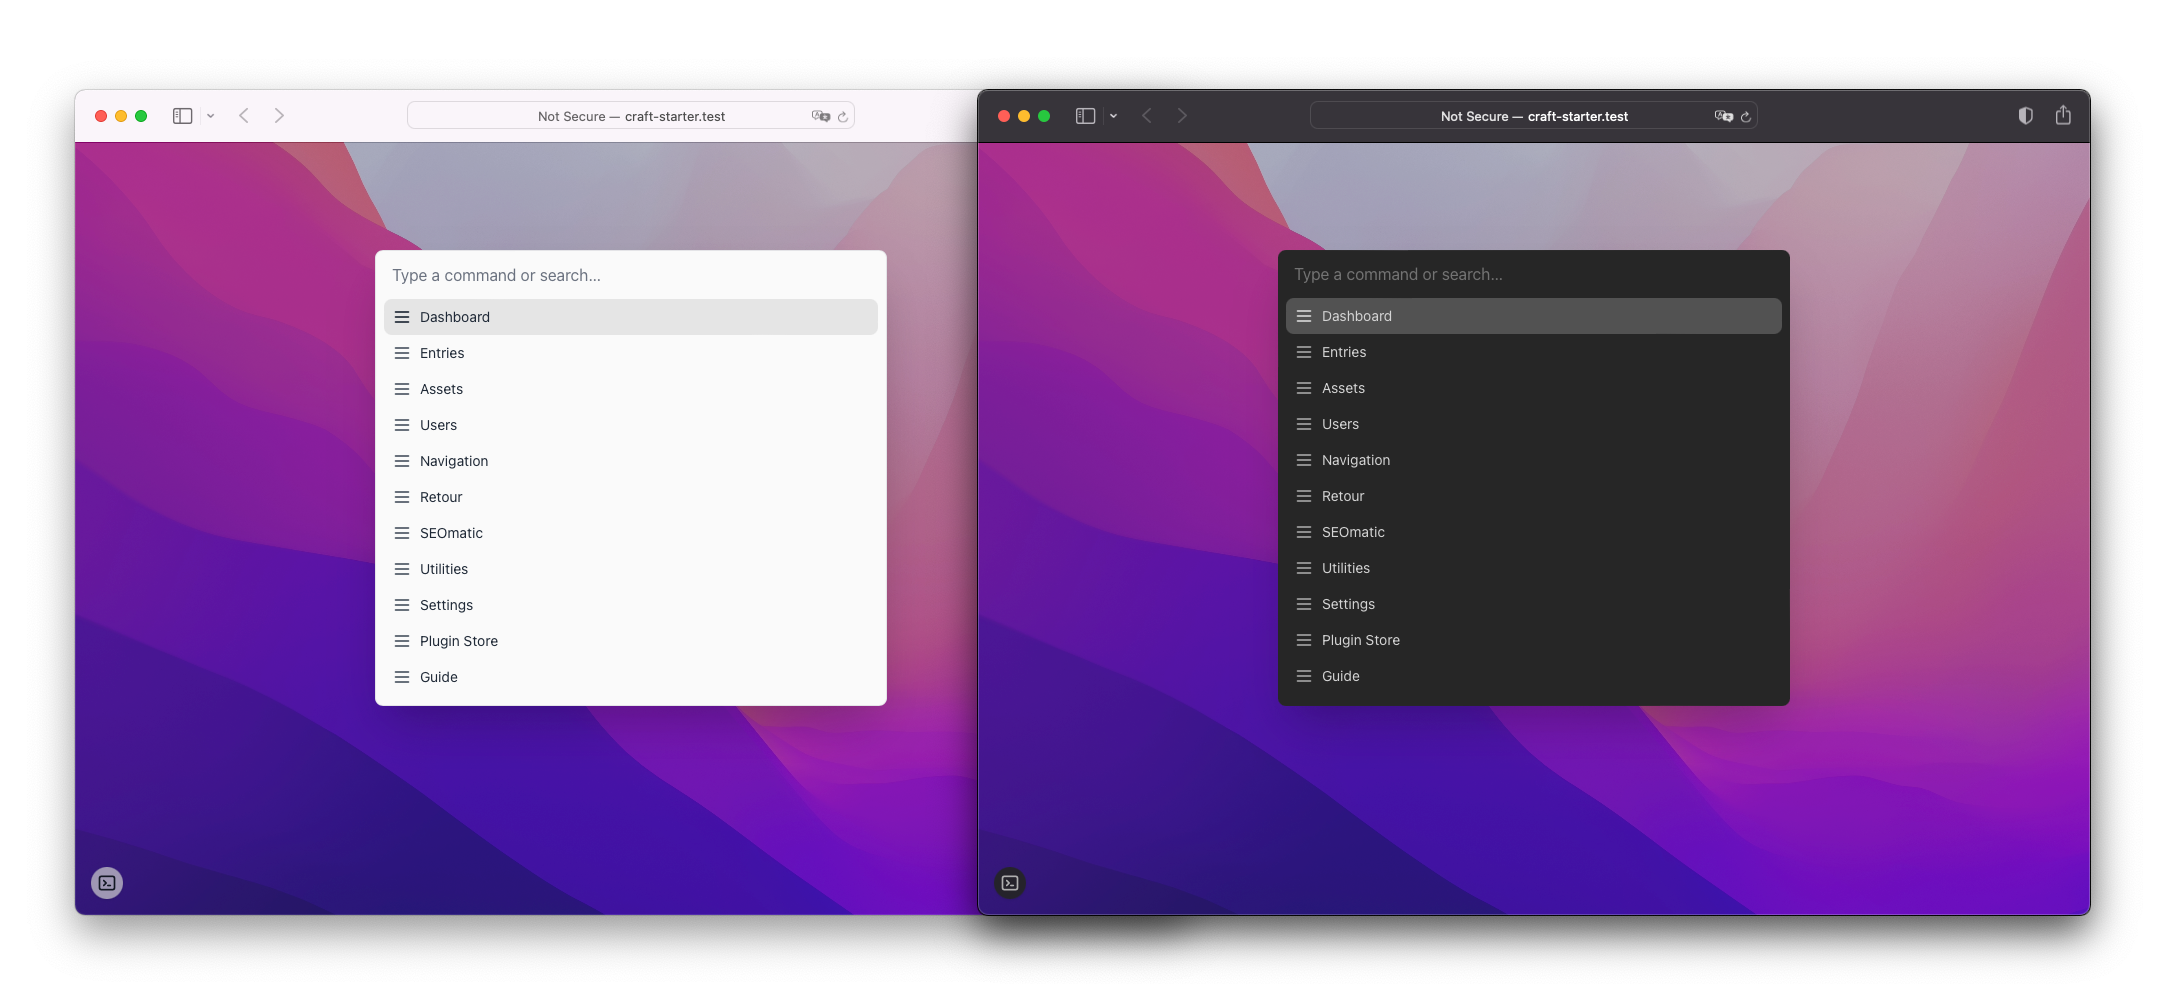 Not Secure — craft-starter.test
Type a command or search...
Dashboard
Entries
Assets
Users
Navigation
Retour
SEOmatic
Utilities
Settings
Plugin Store
Guide
Not Secure — craft-starter.test
Type a command or search...
Dashboard
Entries
Assets
Users
Navigation
Retour
SEOmatic
Utilities
Settings
Plugin Store
Guide